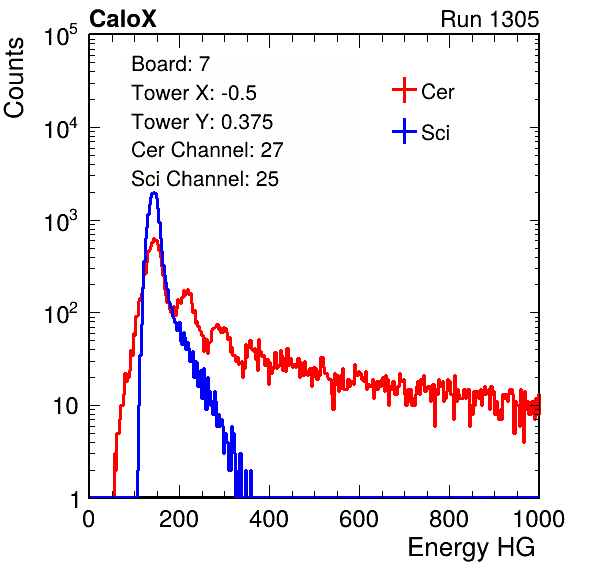 CaloX Run 1305
Counts
Board: 7
Tower X: -0.5
Tower Y: 0.375
Cer Channel: 27
Sci Channel: 25
Cer
Sci
10^5
10^4
10^3
10^2
10
1
0 200 400 600 800 1000
Energy HG